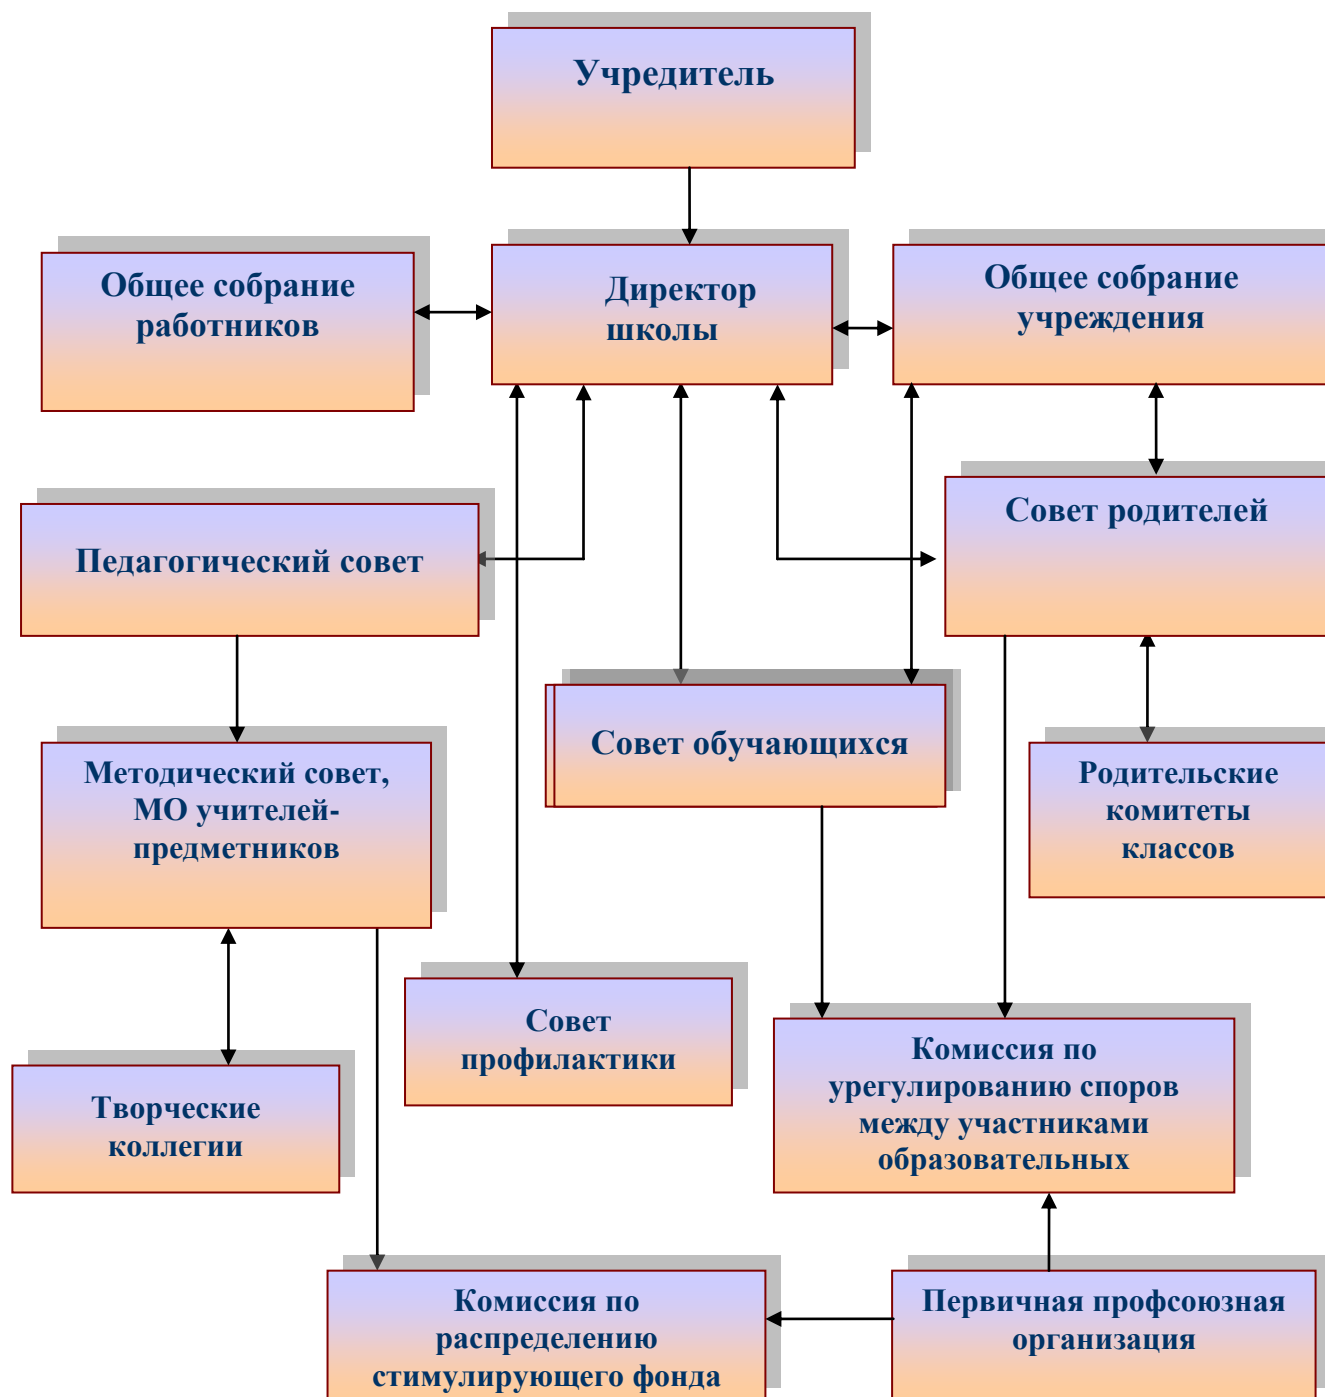 Учредитель
Общее собрание
работников
Директор
школы
Общее собрание
учреждения
Педагогический совет
Совет родителей
Методический совет,
МО учителей-
предметников
Совет обучающихся
Родительские
комитеты
классов
Совет
профилактики
Творческие
коллегии
Комиссия по
урегулированию споров
между участниками
образовательных
Комиссия по
распределению
стимулирующего фонда
Первичная профсоюзная
организация